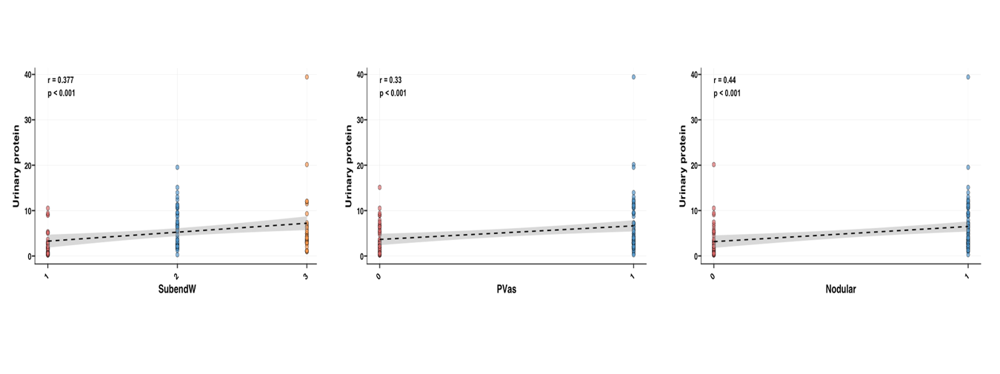 r = 0.377
p < 0.001
40
30
20
10
0
Urinary protein
1
2
3
SubendW
r = 0.33
p < 0.001
40
30
20
10
0
Urinary protein
0
1
PVas
r = 0.44
p < 0.001
40
30
20
10
0
Urinary protein
0
1
Nodular